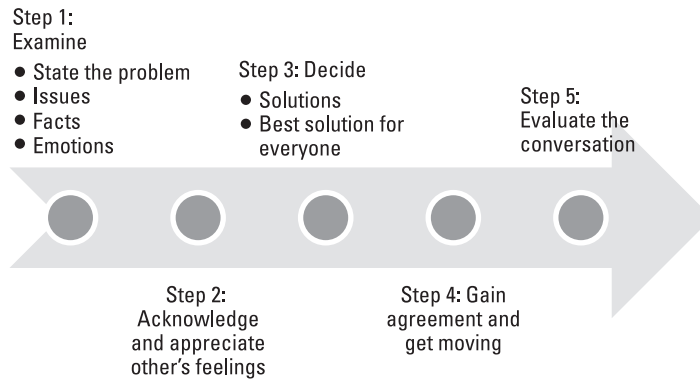 Step 1:
Examine
● State the problem
● Issues
● Facts
● Emotions
Step 2:
Acknowledge
and appreciate
other's feelings
Step 3: Decide
● Solutions
● Best solution for
everyone
Step 4: Gain
agreement and
get moving
Step 5:
Evaluate the
conversation